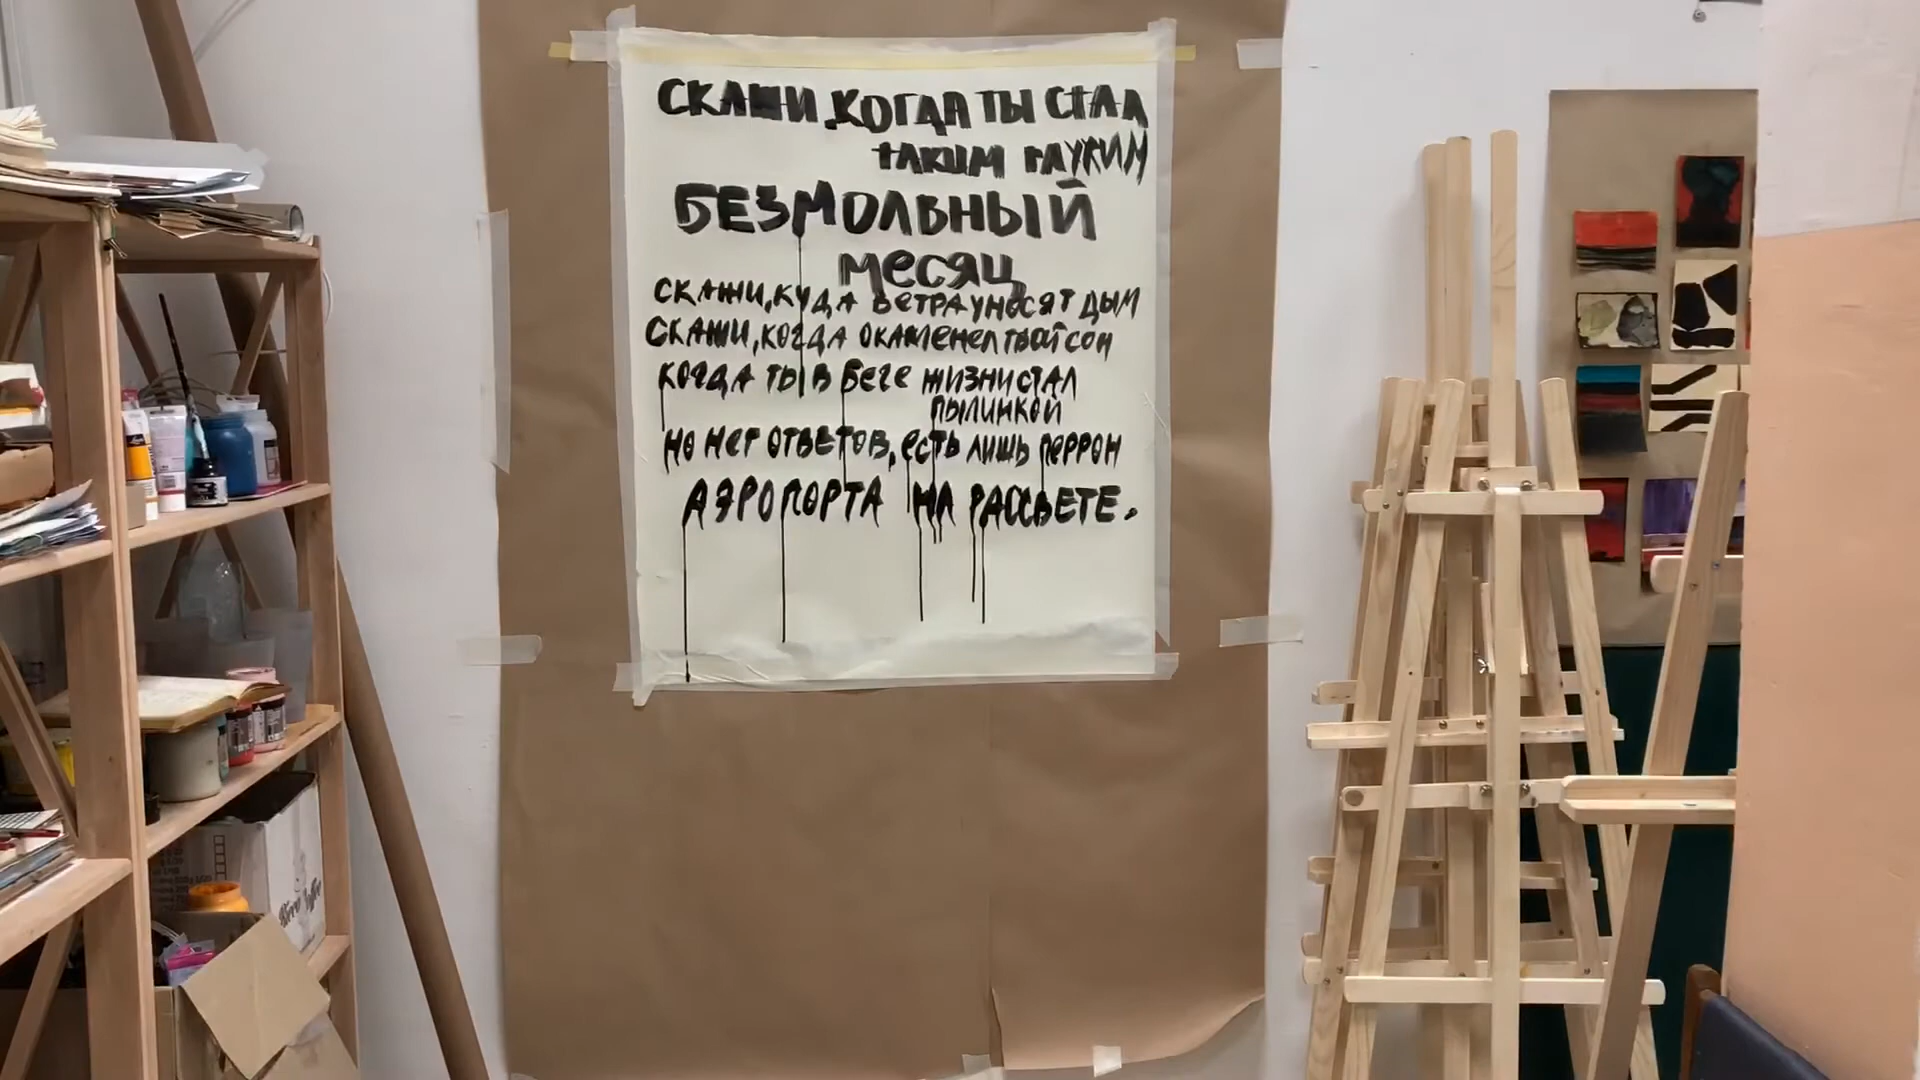 СКАЖИ, КОГДА ТЫ СТАЛ
ТАКИМ ГЛУХИМ
БЕЗМОЛЬНЫЙ
месяц
СКАЖИ, КУДА ВЕТРА УНОСЯТ ДЫМ
СКАЖИ, КОГДА ОКАМЕНЕЛ ТВОЙ СОН
КОГДА ТЫ В БЕГЕ ЖИЗНИ СТАЛ
ПЫЛИНКОЙ
НО НЕТ ОТВЕТОВ, ЕСТЬ ЛИШЬ ПЕРРОН
АЭРОПОРТА НА РАССВЕТЕ.